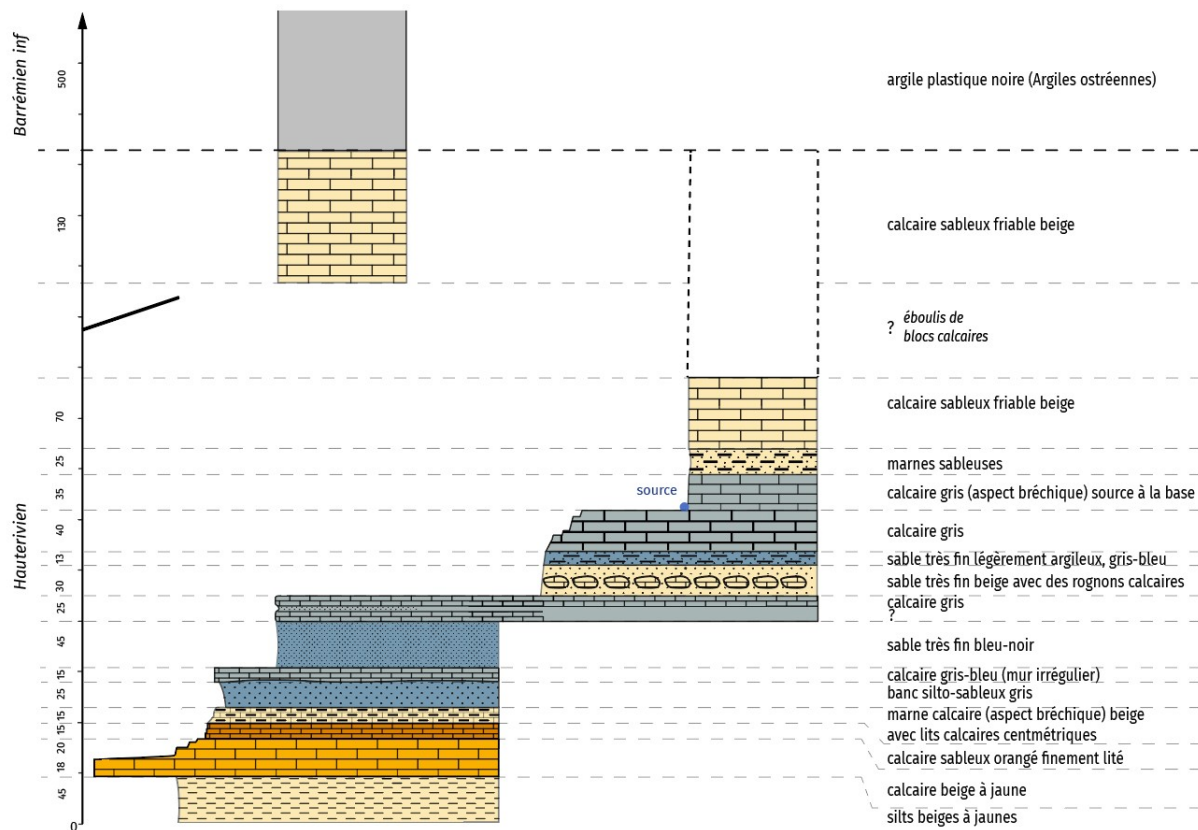 Barrémien inf
500
argile plastique noire (Argiles ostréennes)
130
calcaire sableux friable beige
? éboulis de
blocs calcaires
70
calcaire sableux friable beige
25
marnes sableuses
35
source
calcaire gris (aspect bréchique) source à la base
40
calcaire gris
Hauterivien
13
sable très fin légèrement argileux, gris-bleu
30
sable très fin beige avec des rognons calcaires
25
calcaire gris
?
45
sable très fin bleu-noir
15
calcaire gris-bleu (mur irrégulier)
25
banc silto-sableux gris
15
marne calcaire (aspect bréchique) beige
avec lits calcaires centmétriques
15
calcaire sableux orangé finement lité
20
18
calcaire beige à jaune
45
silts beiges à jaunes
0